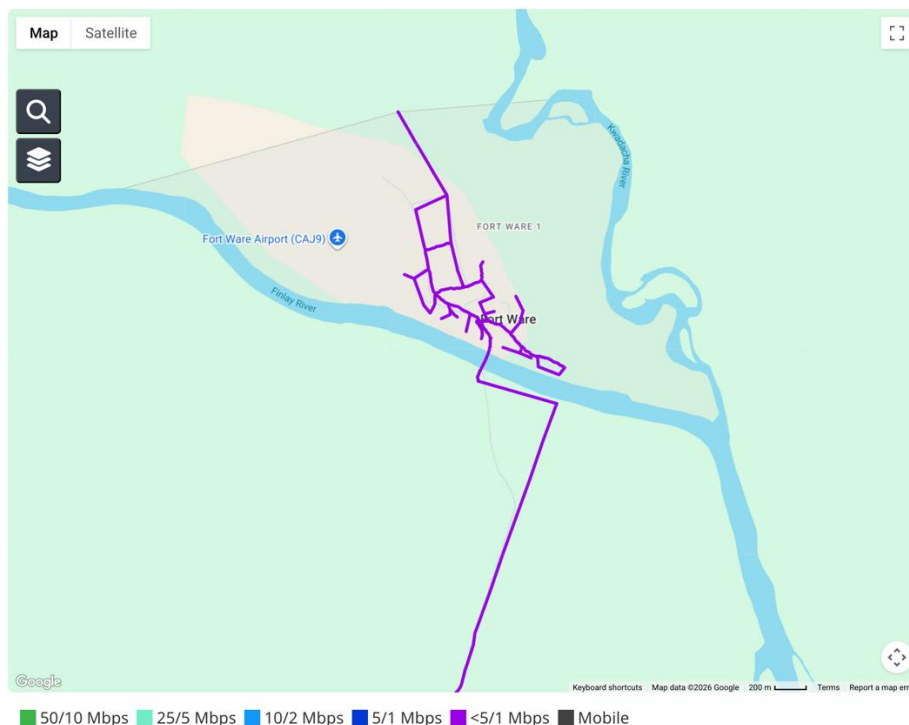 Map Satellite
Kwadacha River
FORT WARE 1
Fort Ware Airport (CAJ9)
Finlay River
Fort Ware
Google
Keyboard shortcuts Map data ©2026 Google 200 m Terms Report a map err
50/10 Mbps 25/5 Mbps 10/2 Mbps 5/1 Mbps <5/1 Mbps Mobile